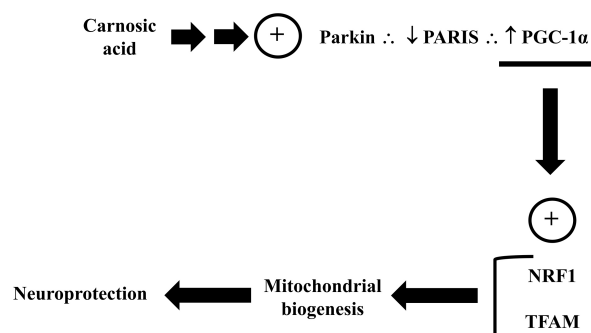 Carnosic acid
+
Parkin ∴ ↓ PARIS ∴ ↑ PGC-1α
+
NRF1
TFAM
Mitochondrial
biogenesis
Neuroprotection